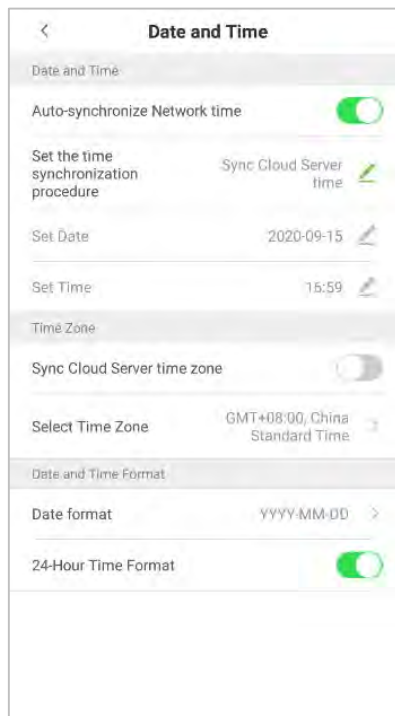 Date and Time
Date and Time
Auto-synchronize Network time
Set the time
synchronization
procedure
Sync Cloud Server
time
Set Date
2020-09-15
Set Time
16:59
Time Zone
Sync Cloud Server time zone
Select Time Zone
GMT+08:00, China
Standard Time
Date and Time Format
Date format
YYYY-MM-DD
24-Hour Time Format